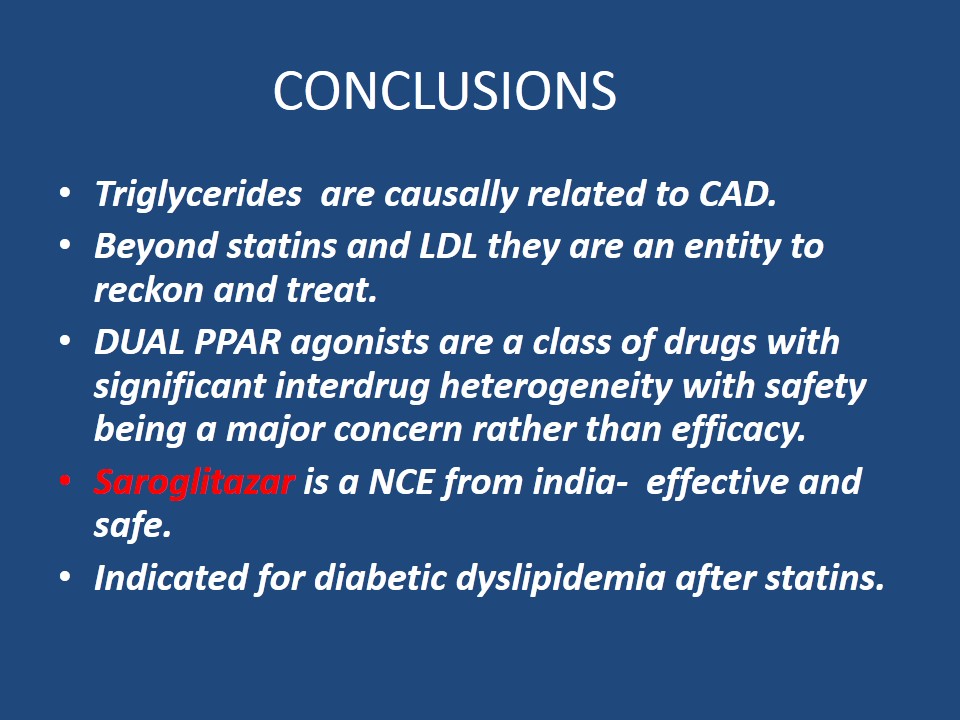 CONCLUSIONS
• Triglycerides  are causally related to CAD.
• Beyond statins and LDL they are an entity to
reckon and treat.
• DUAL PPAR agonists are a class of drugs with
significant interdrug heterogeneity with safety
being a major concern rather than efficacy.
• Saroglitazar is a NCE from india-  effective and
safe.
• Indicated for diabetic dyslipidemia after statins.